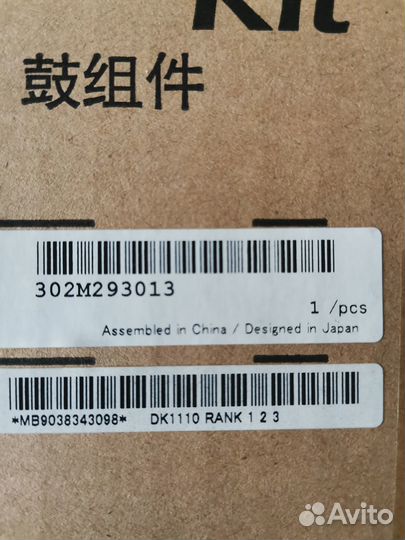 Kit
鼓组件
302M293013
1 /pcs
Assembled in China / Designed in Japan
*MB9038343098* DK1110 RANK 1 2 3
Avito